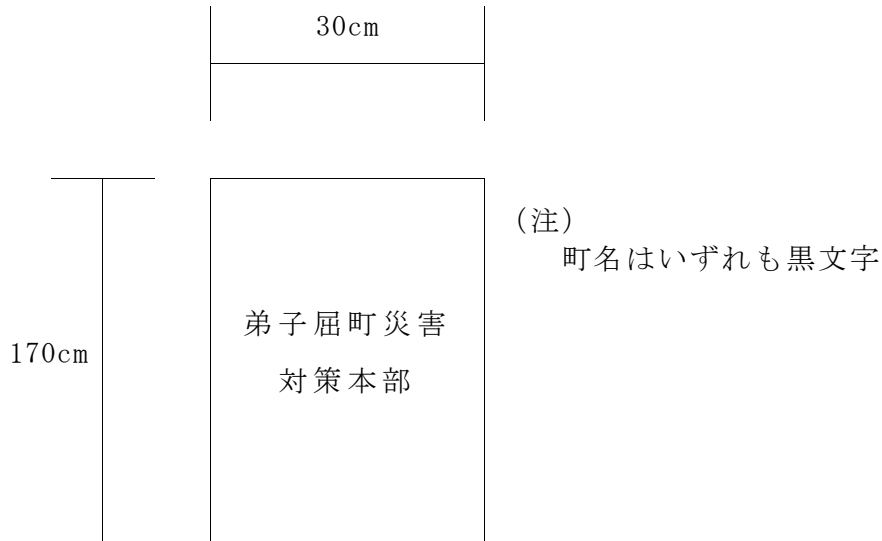 30cm
(注)
町名はいずれも黒文字
弟子屈町災害
対策本部
170cm